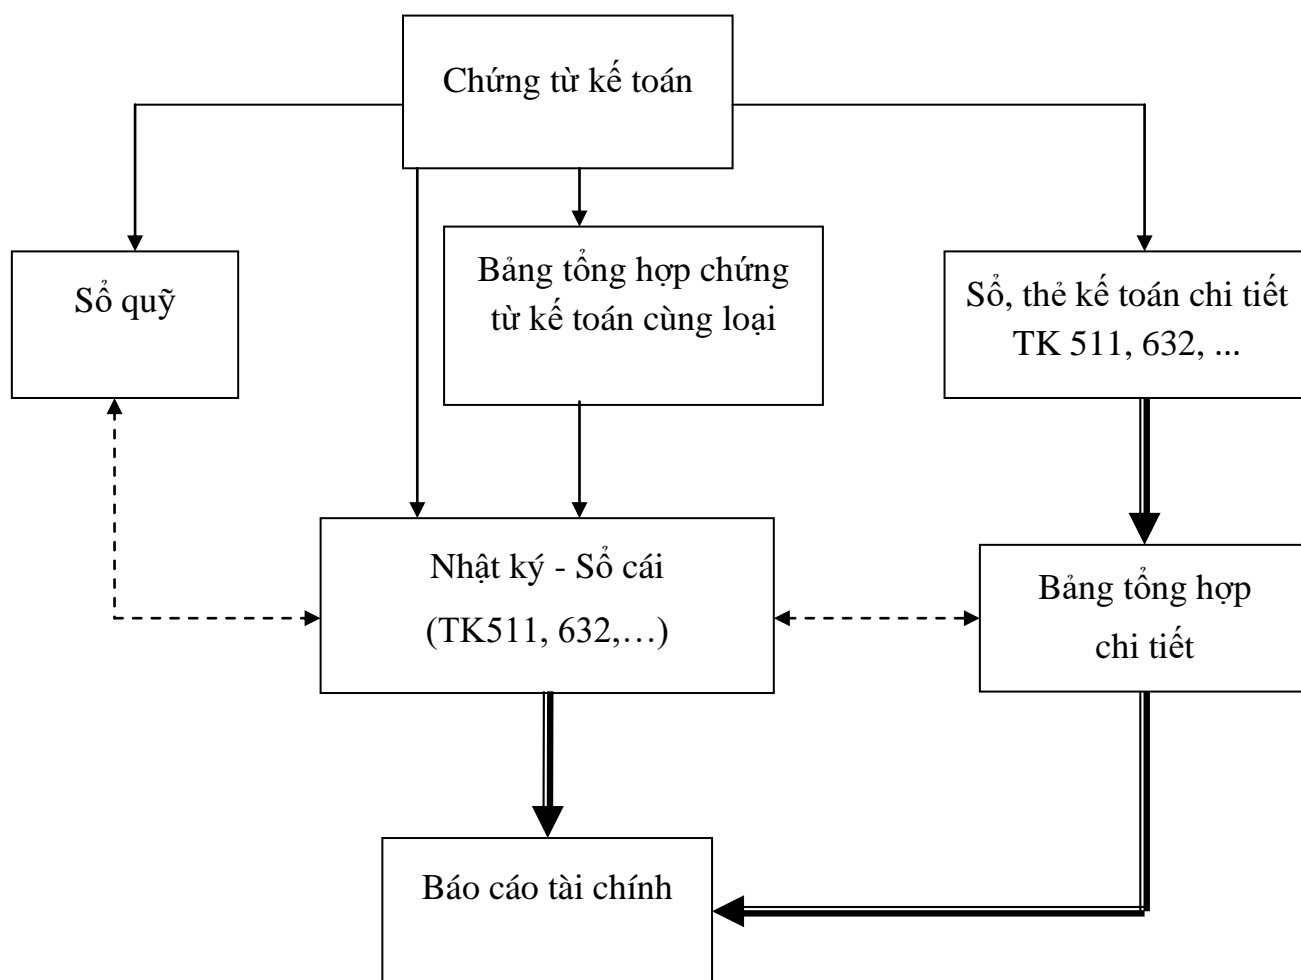 Chứng từ kế toán
Sổ quỹ
Bảng tổng hợp chứng
từ kế toán cùng loại
Sổ, thẻ kế toán chi tiết
TK 511, 632, ...
Nhật ký - Sổ cái
(TK511, 632,…)
Bảng tổng hợp
chi tiết
Báo cáo tài chính